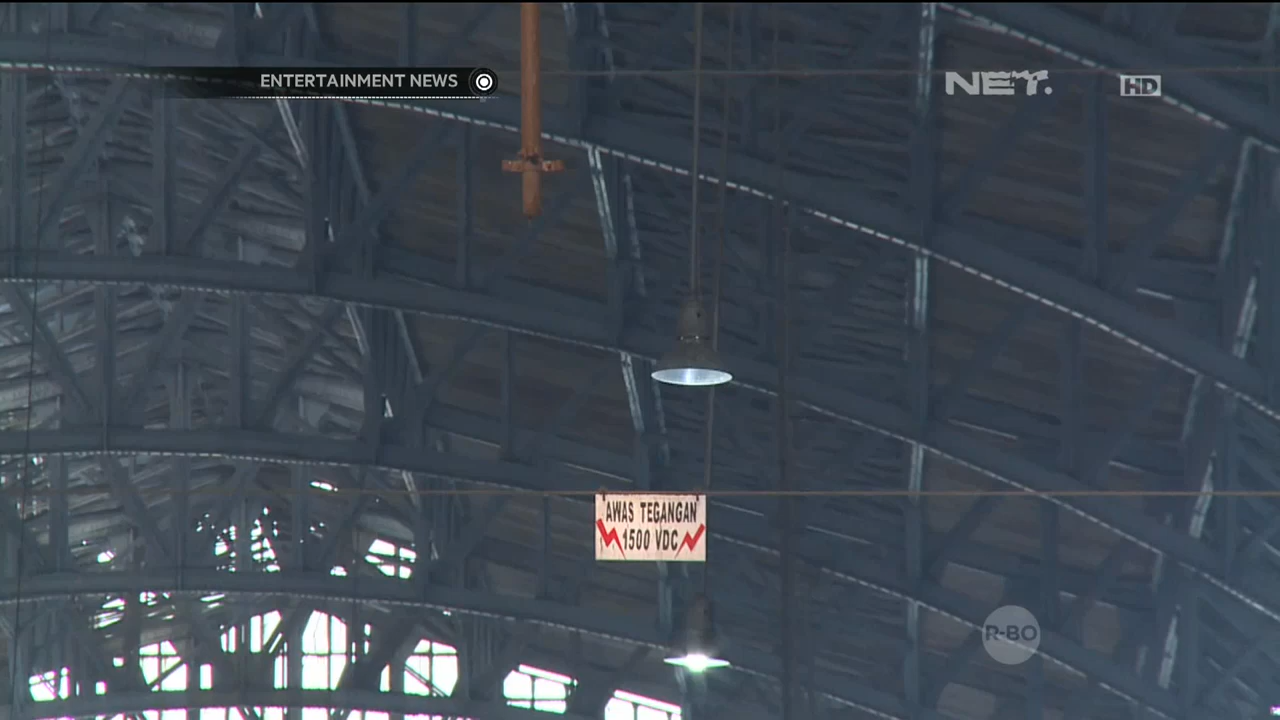 ENTERTAINMENT NEWS
NET.
HD
AWAS TEGANGAN
1500 VDC
R-BO